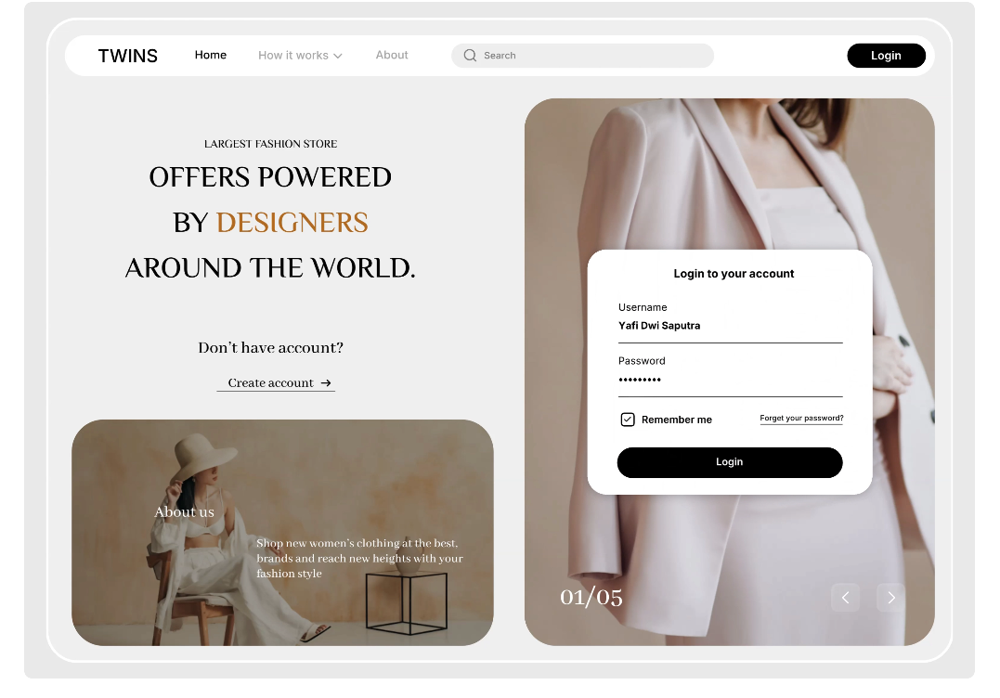 TWINS
Home
How it works
About
Search
Login
LARGEST FASHION STORE
OFFERS POWERED
BY DESIGNERS
AROUND THE WORLD.
Don't have account?
Create account
About us
Shop new women's clothing at the best,
brands and reach new heights with your
fashion style
Login to your account
Username
Yafi Dwi Saputra
Password
•••••••••
Remember me
Forget your password?
Login
01/05